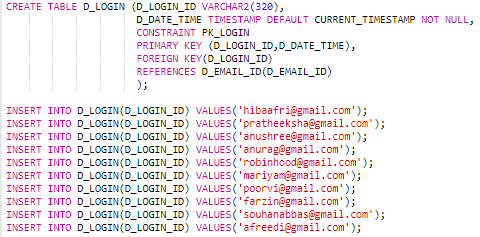 CREATE TABLE D_LOGIN (D_LOGIN_ID VARCHAR2(320),
D_DATE_TIME TIMESTAMP DEFAULT CURRENT_TIMESTAMP NOT NULL,
CONSTRAINT PK_LOGIN
PRIMARY KEY (D_LOGIN_ID,D_DATE_TIME),
FOREIGN KEY(D_LOGIN_ID)
REFERENCES D_EMAIL_ID(D_EMAIL_ID)
);
INSERT INTO D_LOGIN(D_LOGIN_ID) VALUES('hibaafri@gmail.com');
INSERT INTO D_LOGIN(D_LOGIN_ID) VALUES('pratheeksha@gmail.com');
INSERT INTO D_LOGIN(D_LOGIN_ID) VALUES('anushree@gmail.com');
INSERT INTO D_LOGIN(D_LOGIN_ID) VALUES('anurag@gmail.com');
INSERT INTO D_LOGIN(D_LOGIN_ID) VALUES('robinhood@gmail.com');
INSERT INTO D_LOGIN(D_LOGIN_ID) VALUES('mariyam@gmail.com');
INSERT INTO D_LOGIN(D_LOGIN_ID) VALUES('poorvi@gmail.com');
INSERT INTO D_LOGIN(D_LOGIN_ID) VALUES('farzin@gmail.com');
INSERT INTO D_LOGIN(D_LOGIN_ID) VALUES('souhanabbas@gmail.com');
INSERT INTO D_LOGIN(D_LOGIN_ID) VALUES('afreedi@gmail.com');